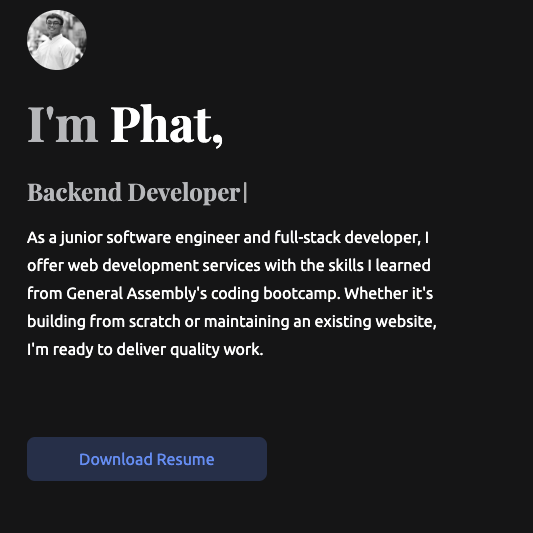 I'm Phat,
Backend Developer|
As a junior software engineer and full-stack developer, I
offer web development services with the skills I learned
from General Assembly's coding bootcamp. Whether it's
building from scratch or maintaining an existing website,
I'm ready to deliver quality work.
Download Resume